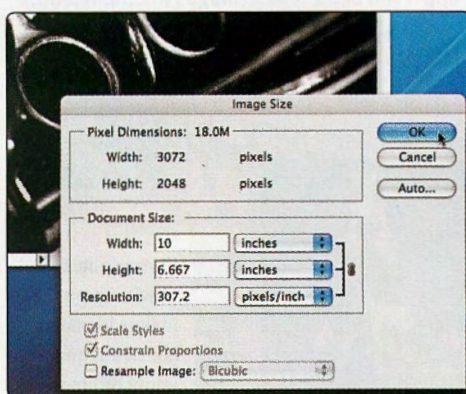 Image Size
Pixel Dimensions: 18.0M
Width: 3072 pixels
Height: 2048 pixels
OK
Cancel
Auto...
Document Size:
Width: 10 inches
Height: 6.667 inches
Resolution: 307.2 pixels/inch
Scale Styles
Constrain Proportions
Resample Image: Bicubic